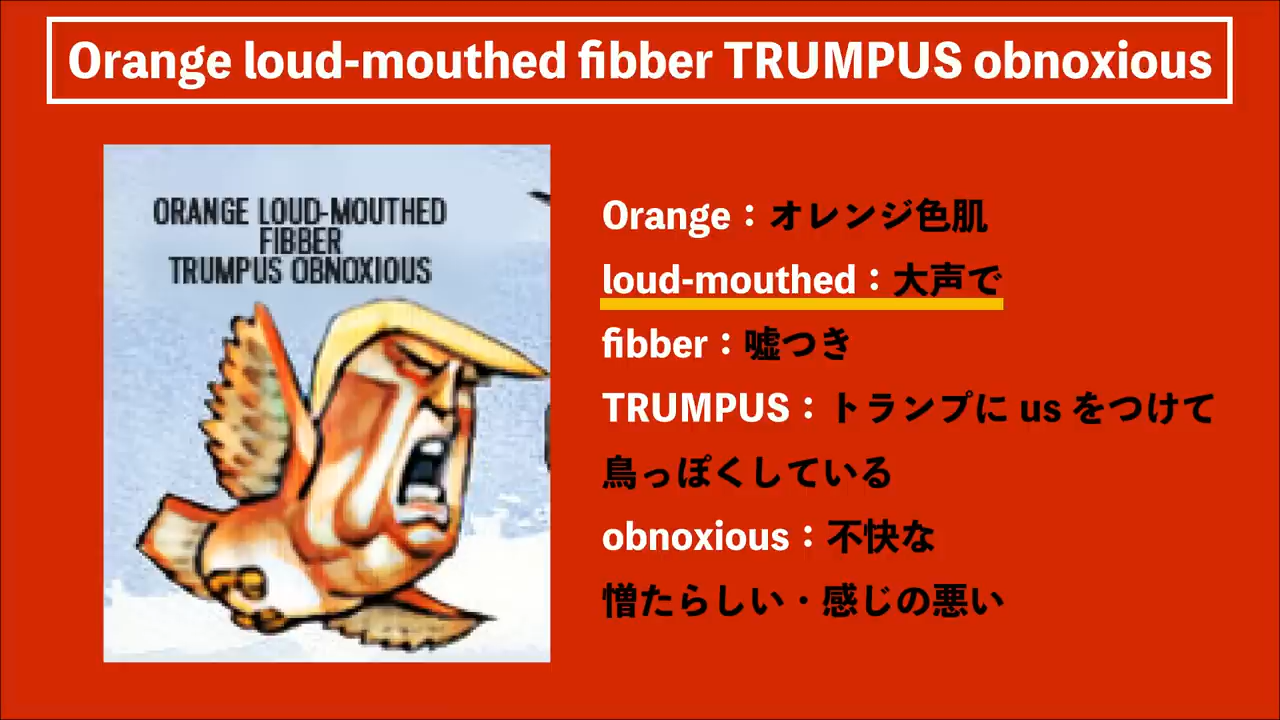 Orange loud-mouthed fibber TRUMPUS obnoxious
ORANGE LOUD-MOUTHED
FIBBER
TRUMPUS OBNOXIOUS
Orange：オレンジ色肌
loud-mouthed：大声で
fibber：嘘つき
TRUMPUS：トランプに us をつけて
鳥っぽくしている
obnoxious：不快な
憎たらしい・感じの悪い